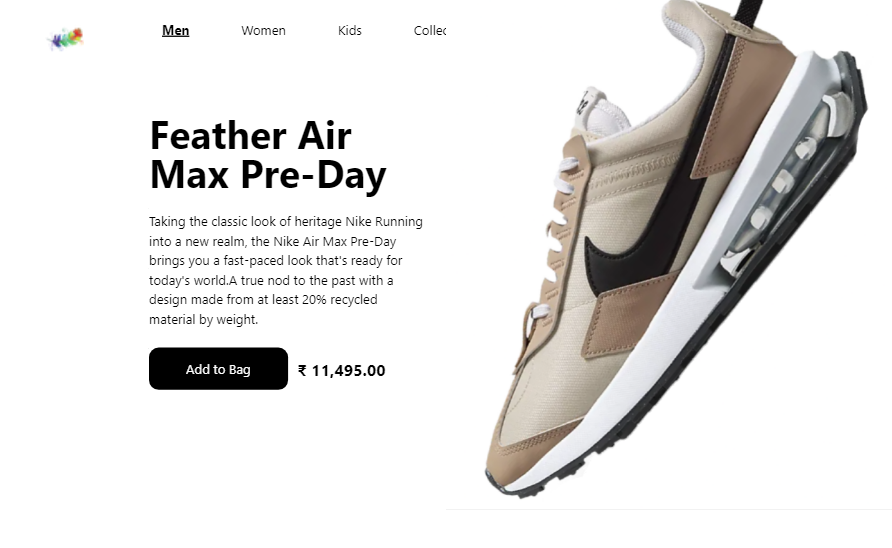 Men Women Kids Collec
Feather Air
Max Pre-Day
Taking the classic look of heritage Nike Running
into a new realm, the Nike Air Max Pre-Day
brings you a fast-paced look that's ready for
today's world.A true nod to the past with a
design made from at least 20% recycled
material by weight.
Add to Bag ₹ 11,495.00